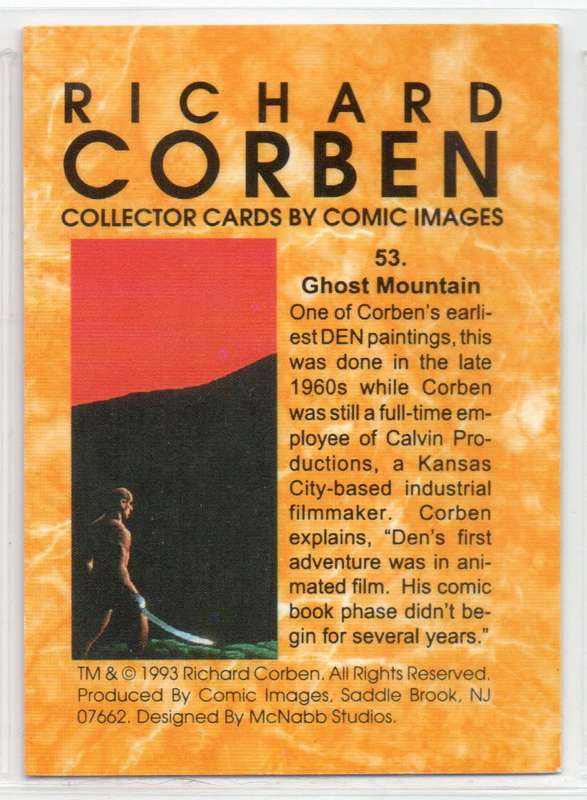 RICHARD
CORBEN
COLLECTOR CARDS BY COMIC IMAGES
53.
Ghost Mountain
One of Corben's earli-
est DEN paintings, this
was done in the late
1960s while Corben
was still a full-time em-
ployee of Calvin Pro-
ductions, a Kansas
City-based industrial
filmmaker. Corben
explains, "Den's first
adventure was in ani-
mated film. His comic
book phase didn't be-
gin for several years."
TM & © 1993 Richard Corben. All Rights Reserved.
Produced By Comic Images, Saddle Brook, NJ
07662. Designed By McNabb Studios.